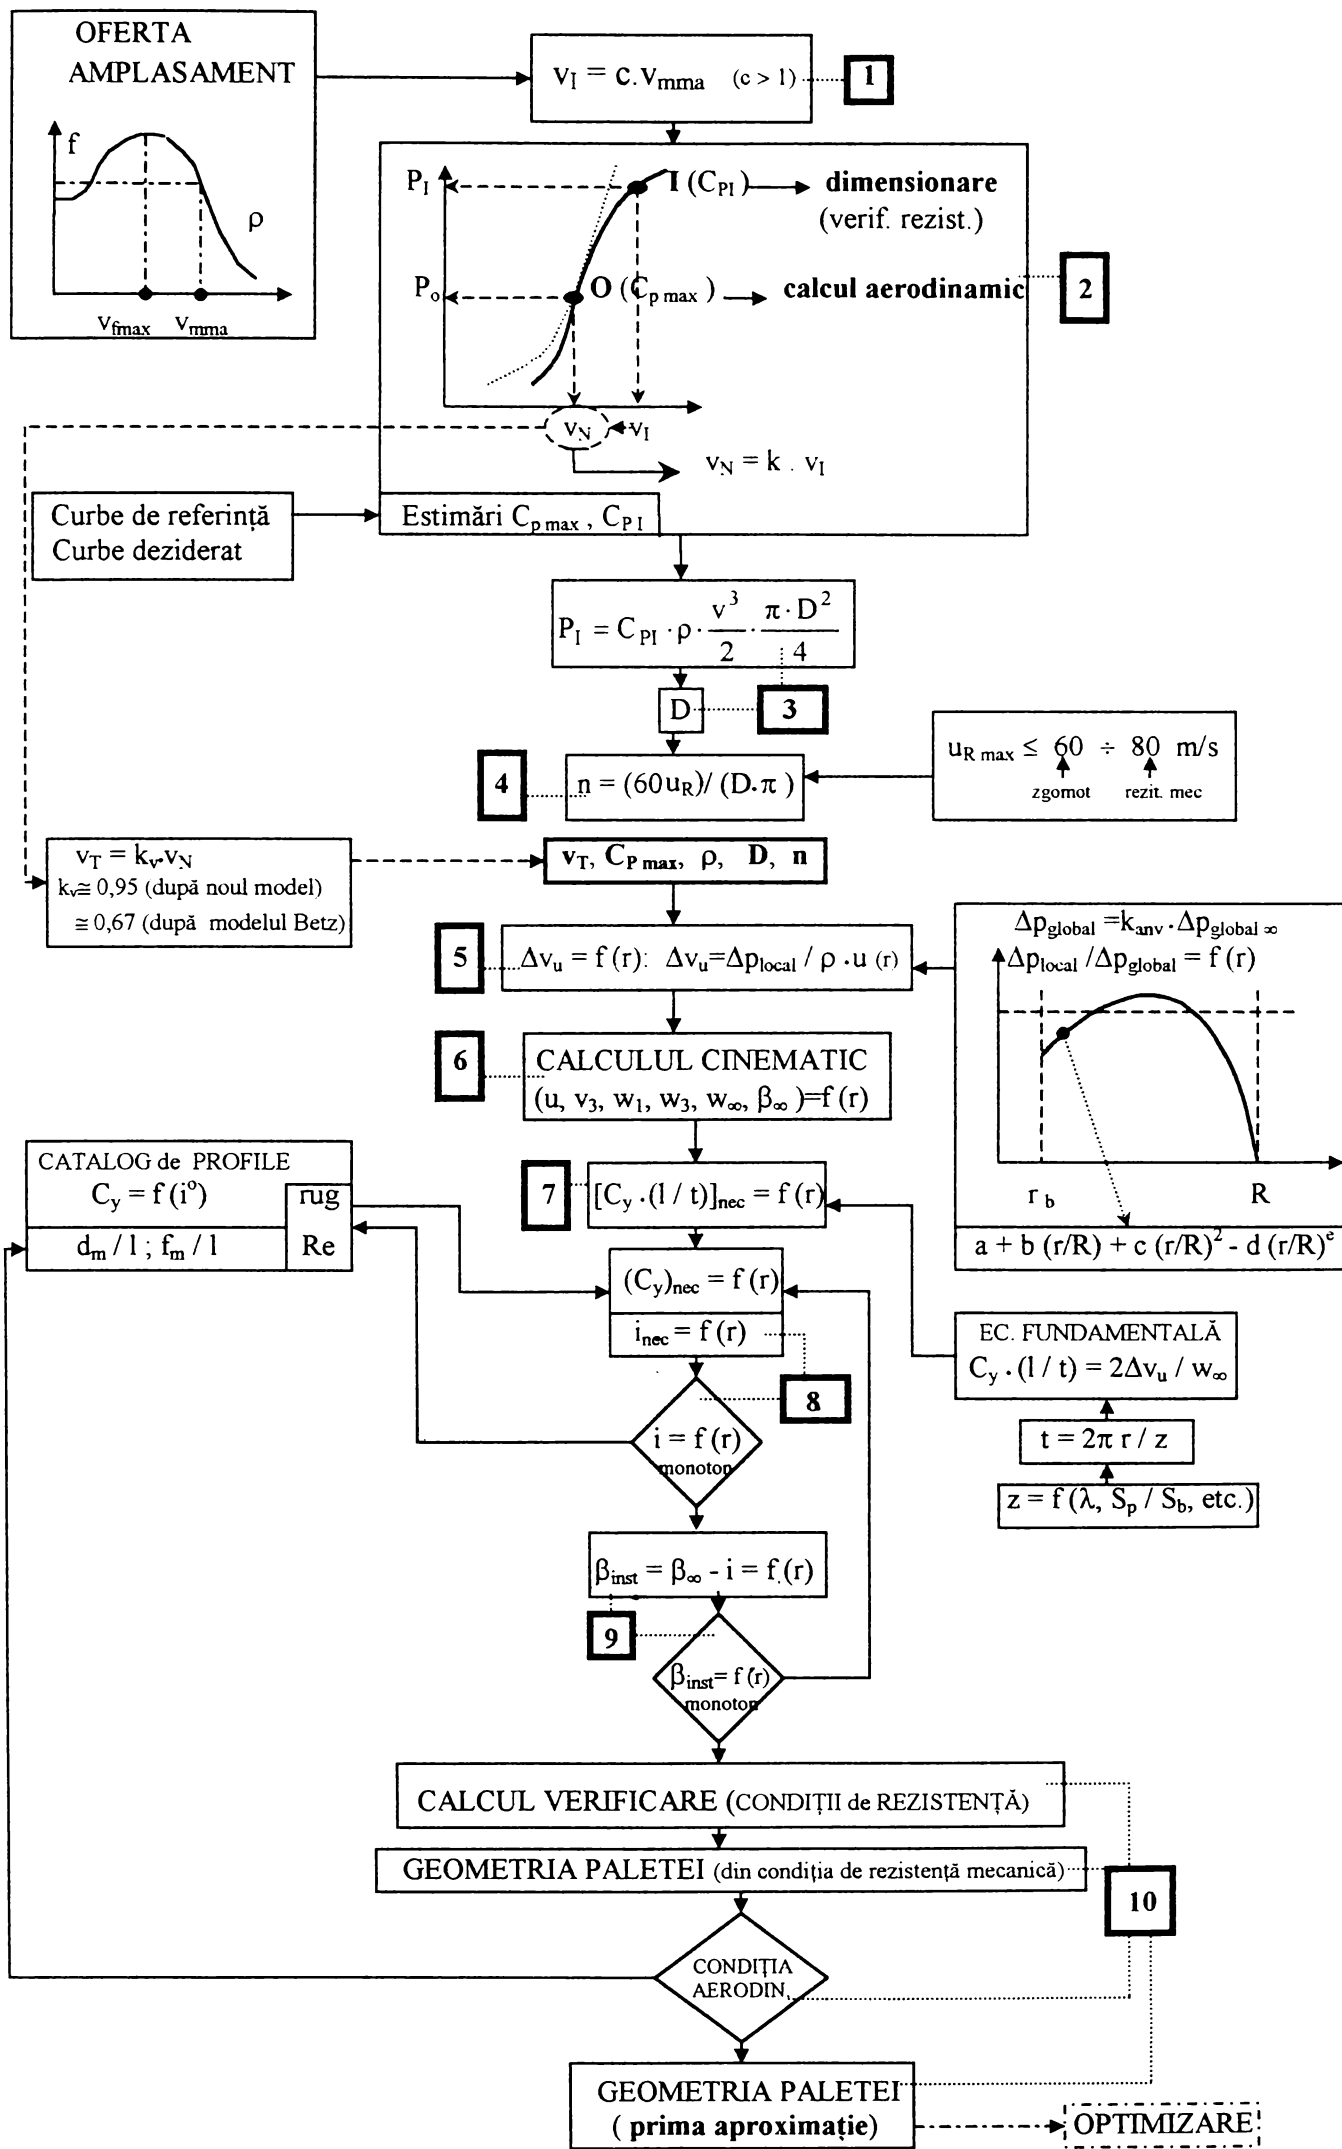 OFERTA
AMPLASAMENT
f
ρ
v_fmax v_mma
v_I = c.v_mma (c > 1)
1
P_I
I (C_PI)
dimensionare
(verif. rezist.)
P_o
O (C_p max)
calcul aerodinamic
2
v_N v_I
v_N = k . v_I
Curbe de referință
Curbe deziderat
Estimări C_p max , C_P I
P_I = C_PI · ρ · v³/2 · π · D²/4
D
3
4
n = (60u_R)/ (D.π )
u_R max ≤ 60 ÷ 80 m/s
zgomot rezit. mec
v_T = k_v.v_N
k_v ≅ 0,95 (după noul model)
≅ 0,67 (după modelul Betz)
v_T, C_P max, ρ, D, n
5
Δv_u = f (r): Δv_u=Δp_local / ρ . u (r)
Δp_global =k_anv . Δp_global ∞
Δp_local /Δp_global = f (r)
r_b R
a + b (r/R) + c (r/R)² - d (r/R)^e
6
CALCULUL CINEMATIC
(u, v₃, w₁, w₃, w_∞, β_∞ )=f (r)
CATALOG de PROFILE
C_y = f (i°)
rug
d_m / l ; f_m / l
Re
7
[C_y . (l / t)]_nec = f (r)
(C_y)_nec = f (r)
i_nec = f (r)
8
EC. FUNDAMENTALĂ
C_y . (l / t) = 2Δv_u / w_∞
t = 2π r / z
z = f (λ, S_p / S_b, etc.)
i = f (r)
monoton
β_inst = β_∞ - i = f.(r)
9
β_inst= f (r)
monoton
CALCUL VERIFICARE (CONDIȚII de REZISTENȚĂ)
GEOMETRIA PALETEI (din condiția de rezistență mecanică)
10
CONDIȚIA
AERODIN.
GEOMETRIA PALETEI
( prima aproximație)
OPTIMIZARE